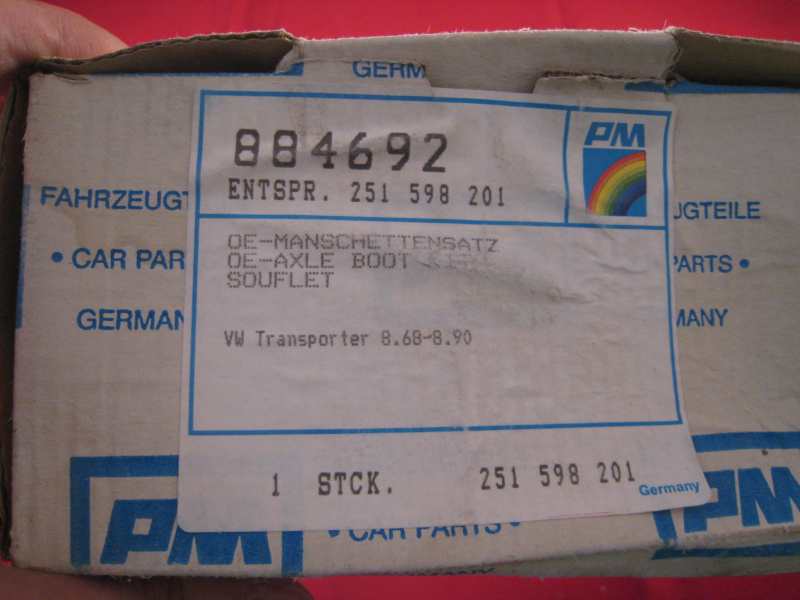 GERM
884692
PM
ENTSPR. 251 598 201
FAHRZEUGT
UGTEILE
OE-MANSCHETTENSATZ
• CAR PAR
OE-AXLE BOOT
PARTS •
SOUFLET
GERMAN
MANY
VW Transporter 8.68-8.90
1 STCK. 251 598 201
Germany
PM
PM
• CAR PARTS •